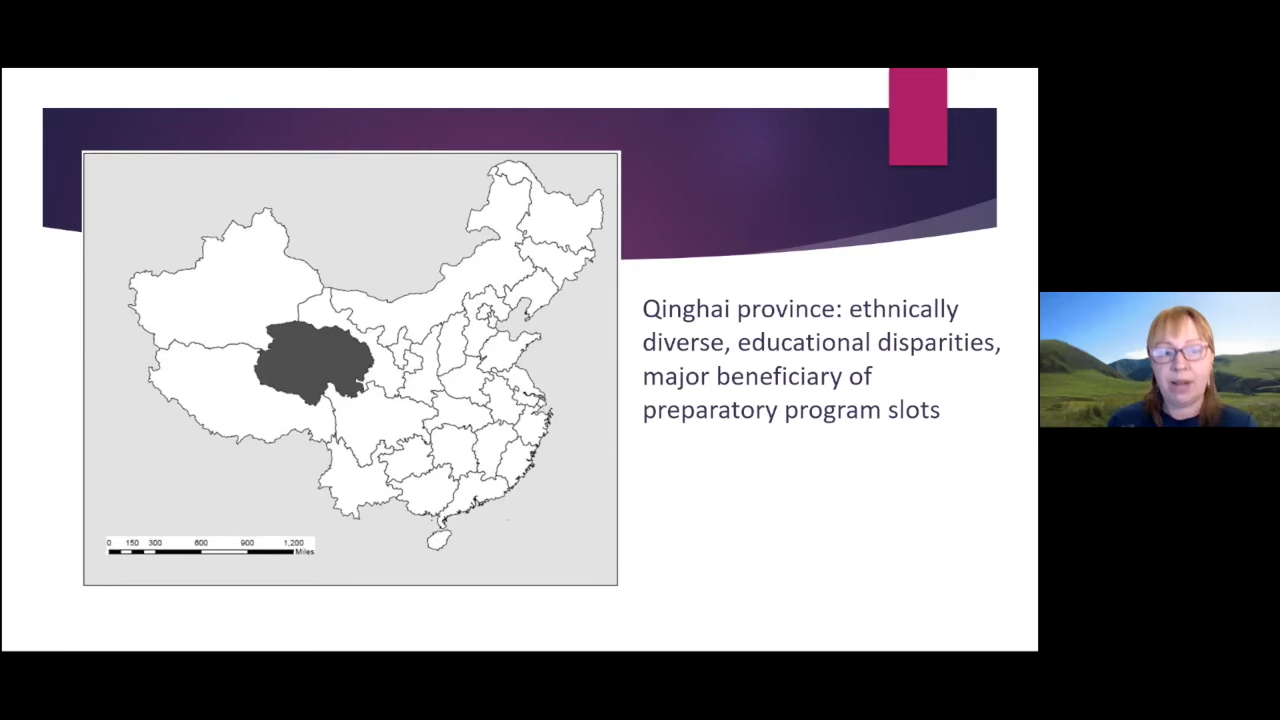 Qinghai province: ethnically
diverse, educational disparities,
major beneficiary of
preparatory program slots
0 150 300 600 900 1,200
Miles